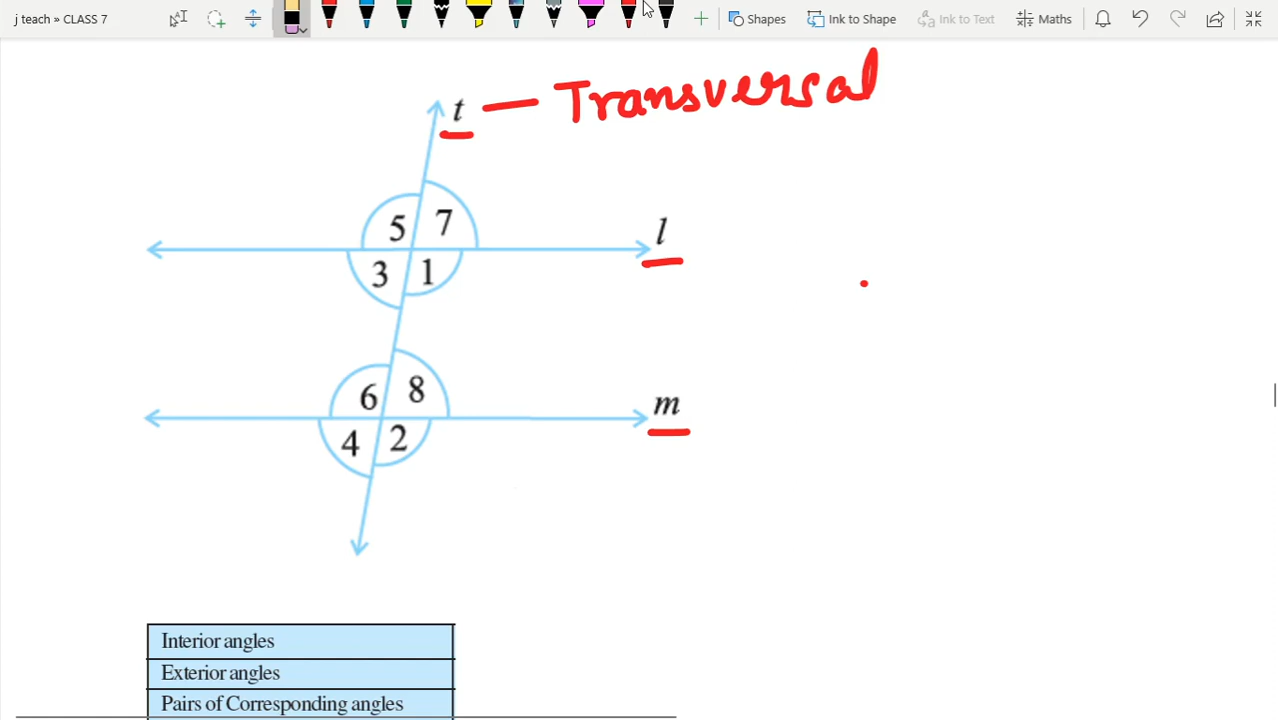 j teach » CLASS 7
Shapes
Ink to Shape
Ink to Text
Maths
t — Transversal
5 7
l
3 1
6 8
m
4 2
Interior angles
Exterior angles
Pairs of Corresponding angles